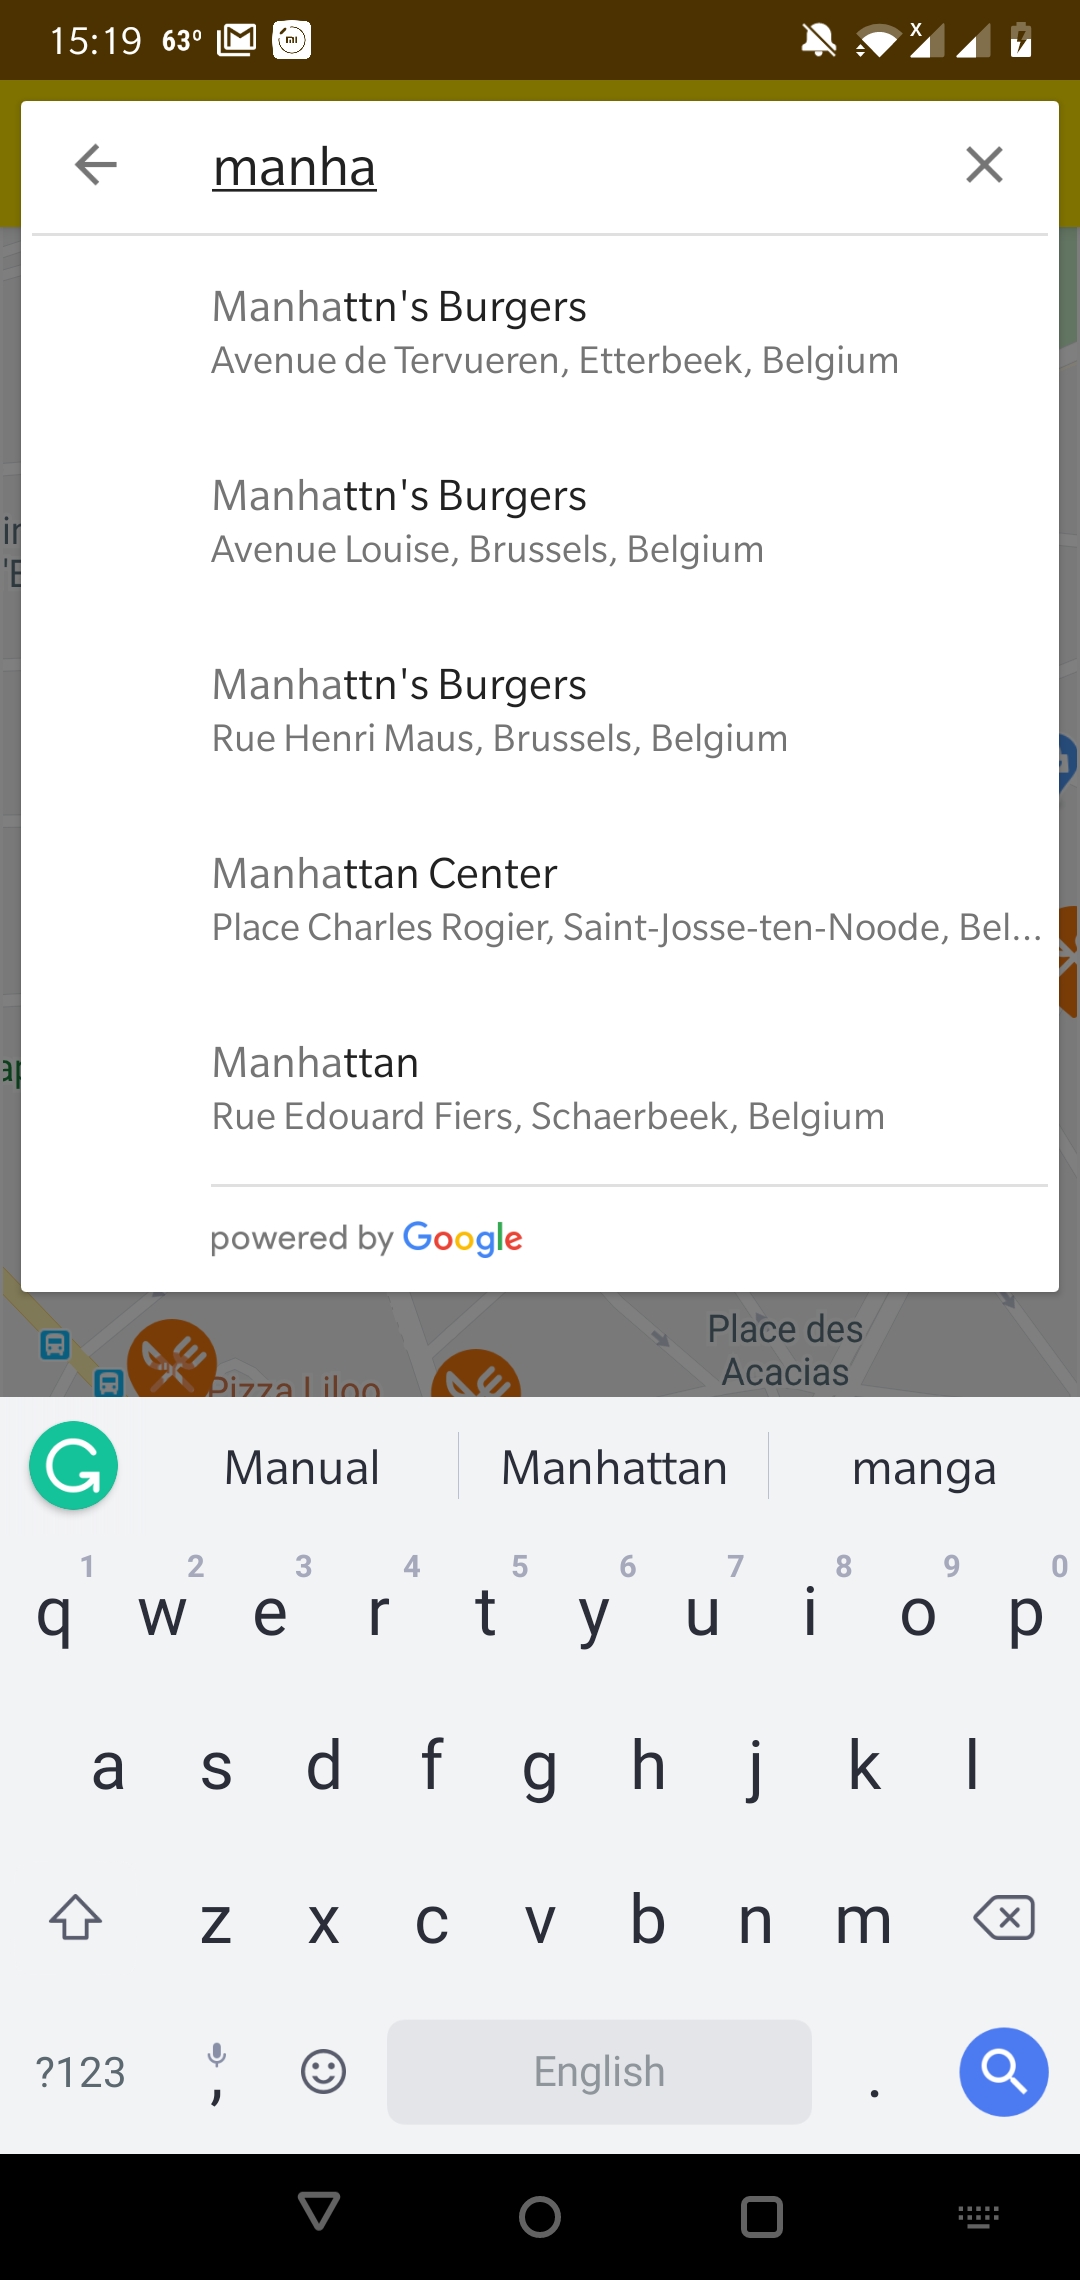 15:19 63°
manha
Manhattn's Burgers
Avenue de Tervueren, Etterbeek, Belgium
Manhattn's Burgers
Avenue Louise, Brussels, Belgium
Manhattn's Burgers
Rue Henri Maus, Brussels, Belgium
Manhattan Center
Place Charles Rogier, Saint-Josse-ten-Noode, Bel...
Manhattan
Rue Edouard Fiers, Schaerbeek, Belgium
powered by Google
Place des
Acacias
Pizza Liloo
Manual Manhattan manga
1 2 3 4 5 6 7 8 9 0
q w e r t y u i o p
a s d f g h j k l
z x c v b n m
?123 , English .